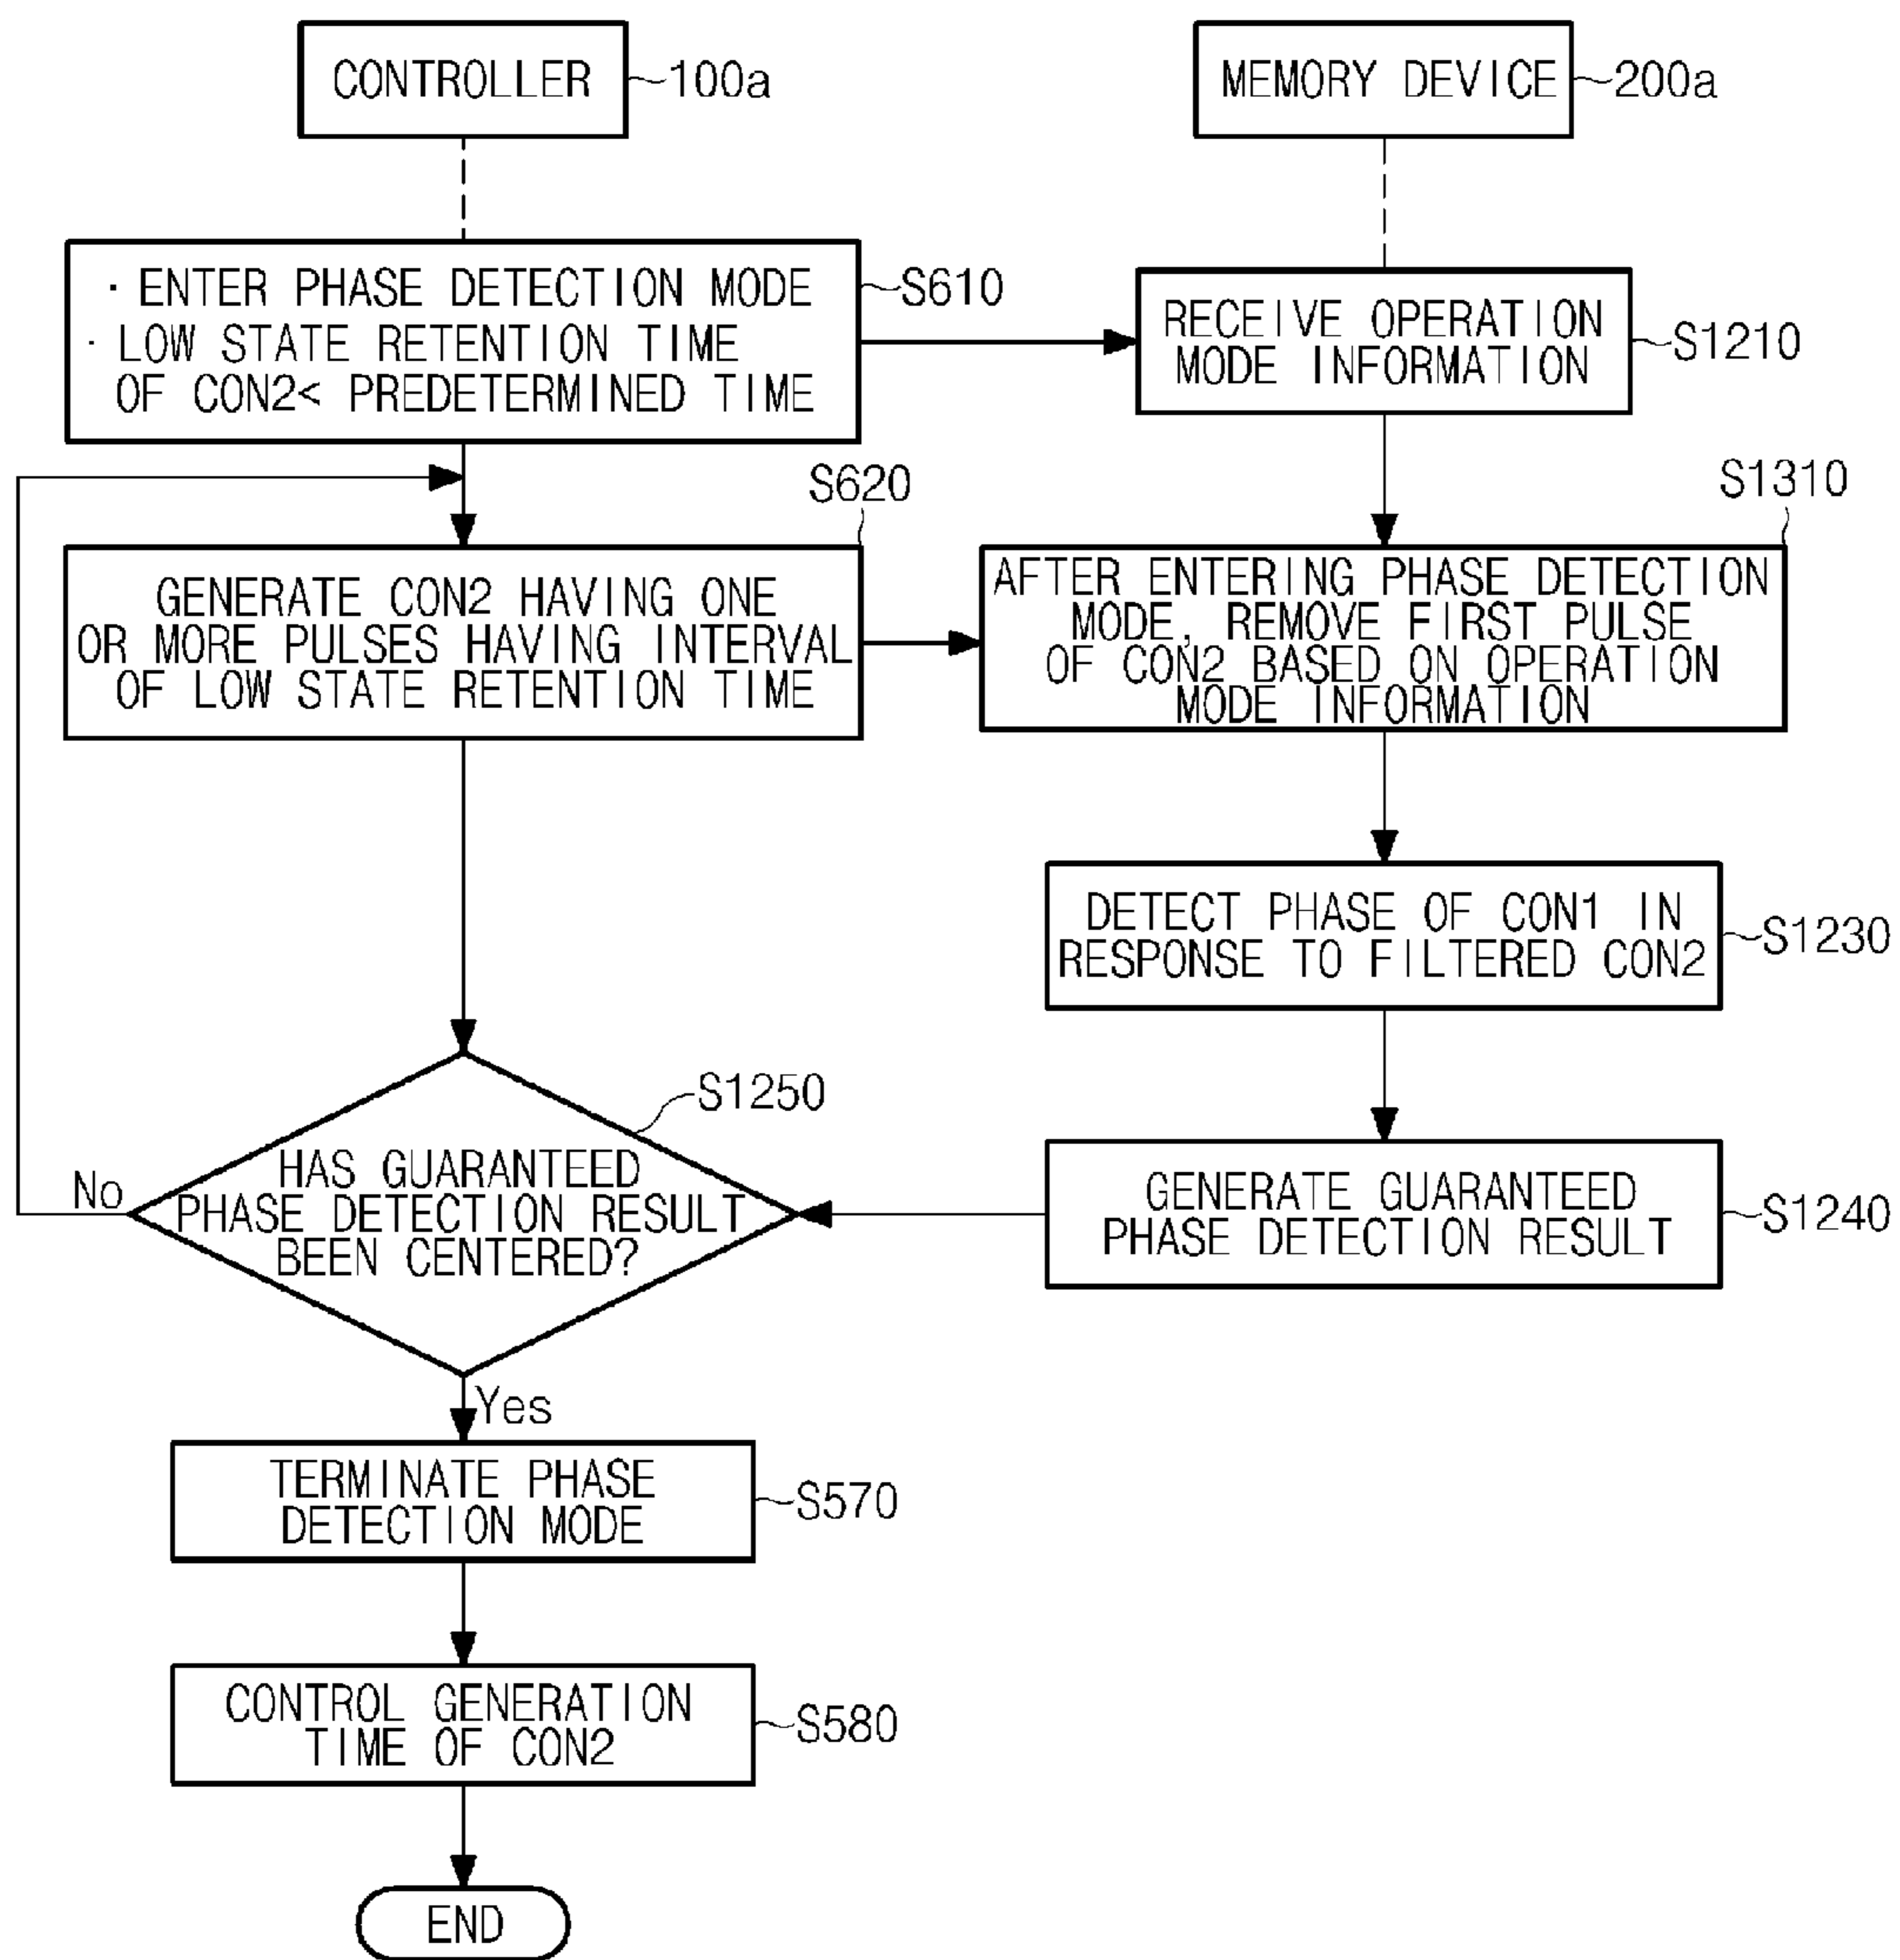 CONTROLLER
100a
MEMORY DEVICE
200a
· ENTER PHASE DETECTION MODE
· LOW STATE RETENTION TIME
OF CON2< PREDETERMINED TIME
S610
RECEIVE OPERATION
MODE INFORMATION
S1210
S620
GENERATE CON2 HAVING ONE
OR MORE PULSES HAVING INTERVAL
OF LOW STATE RETENTION TIME
S1310
AFTER ENTERING PHASE DETECTION
MODE, REMOVE FIRST PULSE
OF CON2 BASED ON OPERATION
MODE INFORMATION
DETECT PHASE OF CON1 IN
RESPONSE TO FILTERED CON2
S1230
S1250
HAS GUARANTEED
PHASE DETECTION RESULT
BEEN CENTERED?
No
GENERATE GUARANTEED
PHASE DETECTION RESULT
S1240
Yes
TERMINATE PHASE
DETECTION MODE
S570
CONTROL GENERATION
TIME OF CON2
S580
END